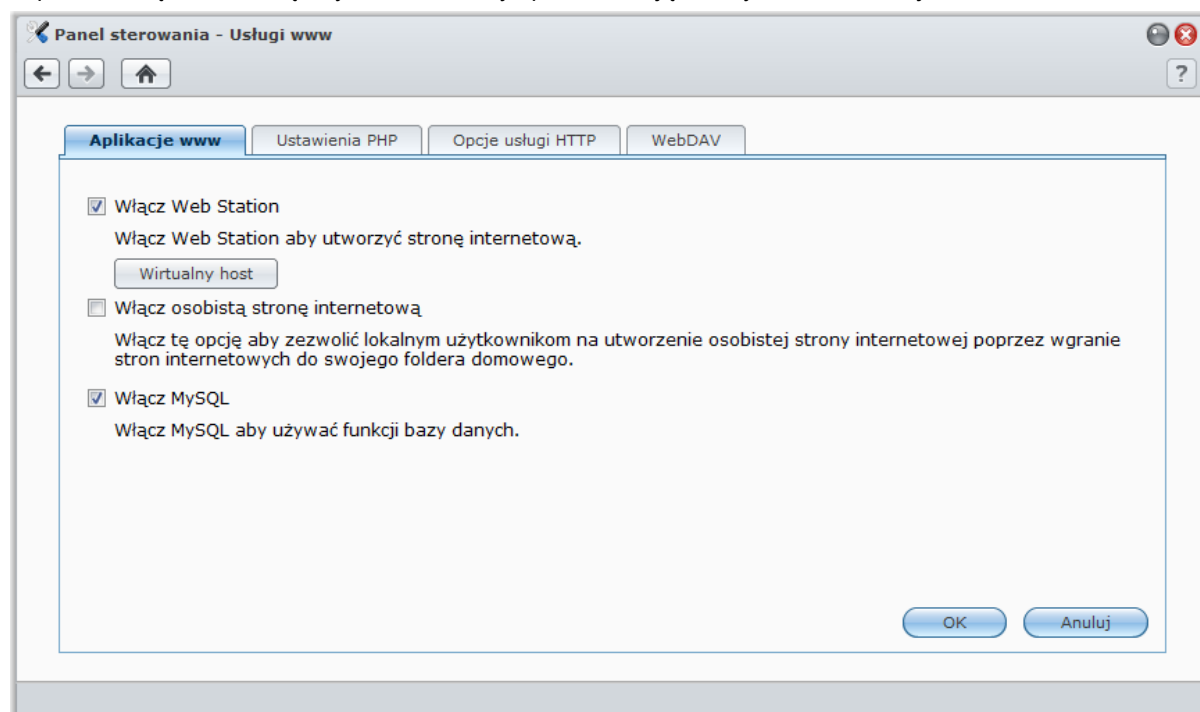 Panel sterowania - Usługi www
?
Aplikacje www Ustawienia PHP Opcje usługi HTTP WebDAV
Włącz Web Station
Włącz Web Station aby utworzyć stronę internetową.
Wirtualny host
Włącz osobistą stronę internetową
Włącz tę opcję aby zezwolić lokalnym użytkownikom na utworzenie osobistej strony internetowej poprzez wgranie
stron internetowych do swojego foldera domowego.
Włącz MySQL
Włącz MySQL aby używać funkcji bazy danych.
OK Anuluj